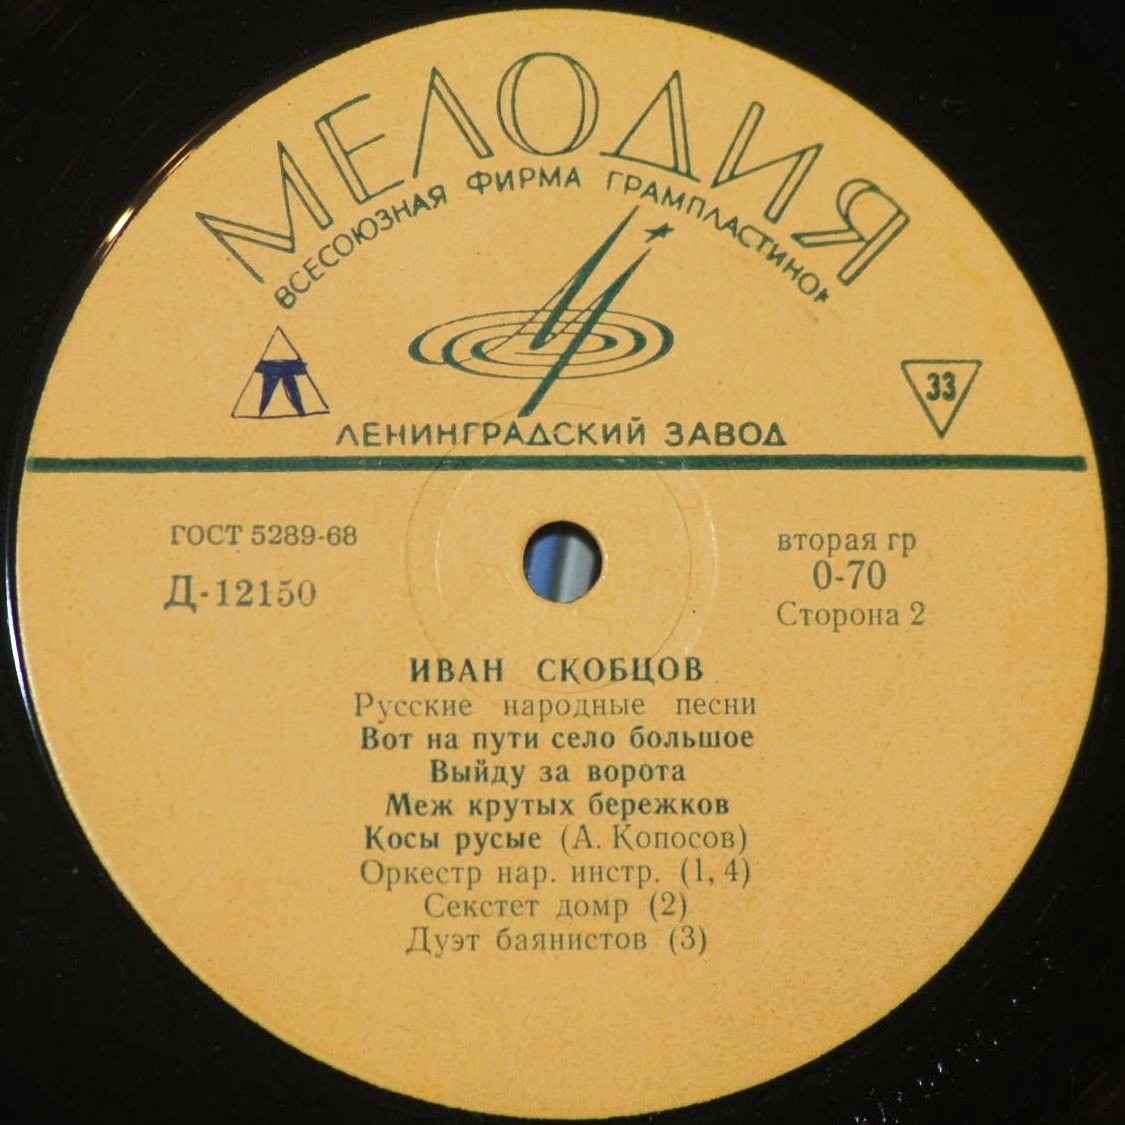 МЕЛОДИЯ
ВСЕСОЮЗНАЯ ФИРМА ГРАМПЛАСТИНОК
33
ЛЕНИНГРАДСКИЙ ЗАВОД
ГОСТ 5289-68
Д-12150
вторая гр
0-70
Сторона 2
ИВАН СКОБЦОВ
Русские народные песни
Вот на пути село большое
Выйду за ворота
Меж крутых бережков
Косы русые (А. Копосов)
Оркестр нар. инстр. (1, 4)
Секстет домр (2)
Дуэт баянистов (3)